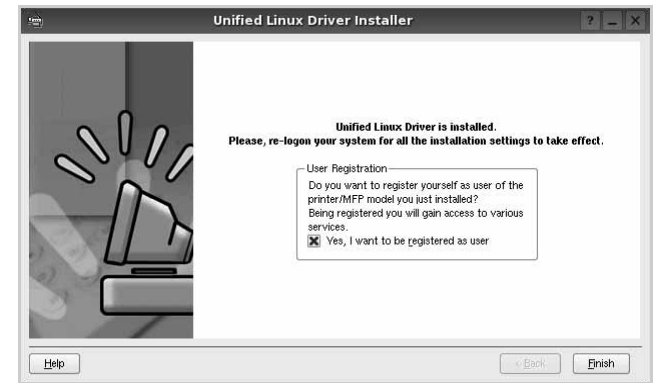 Unified Linux Driver Installer
Unified Linux Driver is installed.
Please, re-logon your system for all the installation settings to take effect.
User Registration
Do you want to register yourself as user of the
printer/MFP model you just installed?
Being registered you will gain access to various
services.
Yes, I want to be registered as user
Help
< Back
Finish